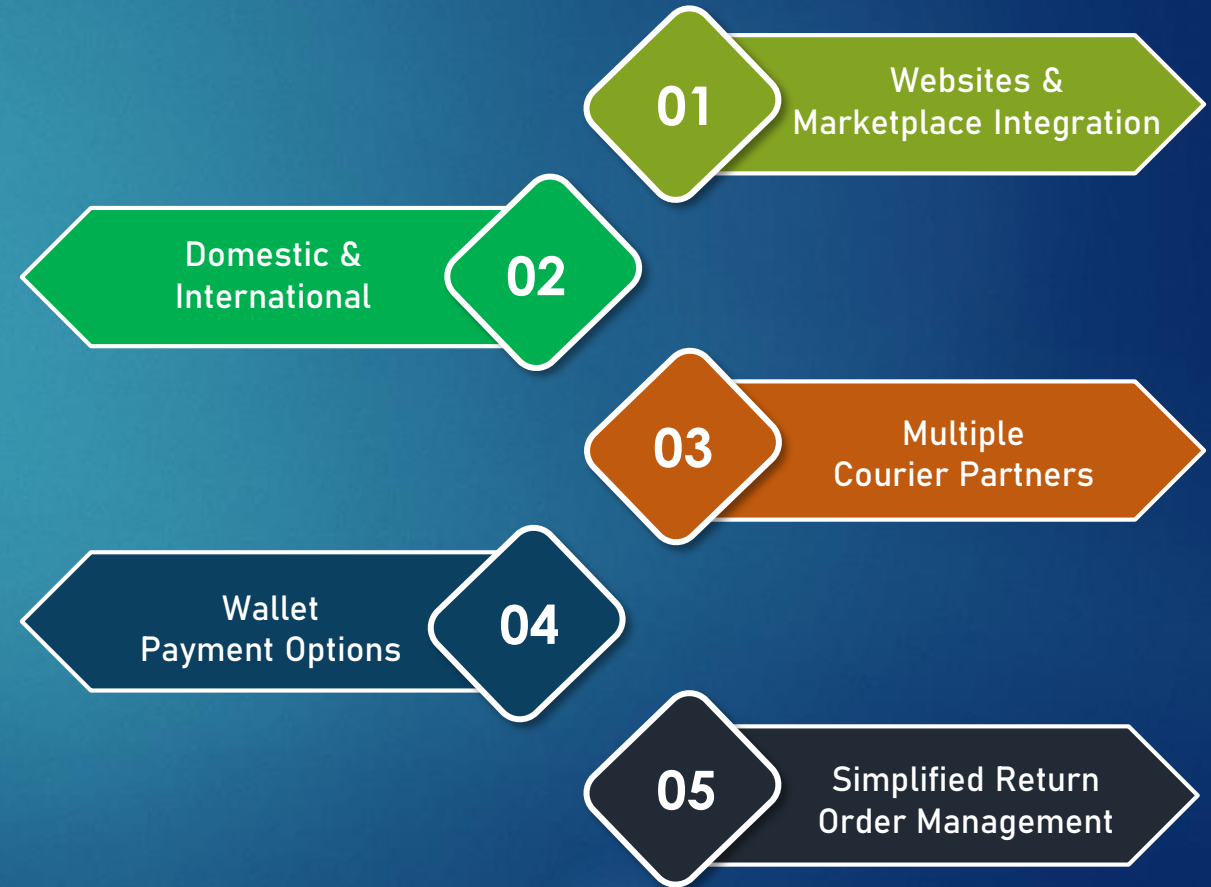 01
Websites &
Marketplace Integration
02
Domestic &
International
03
Multiple
Courier Partners
04
Wallet
Payment Options
05
Simplified Return
Order Management